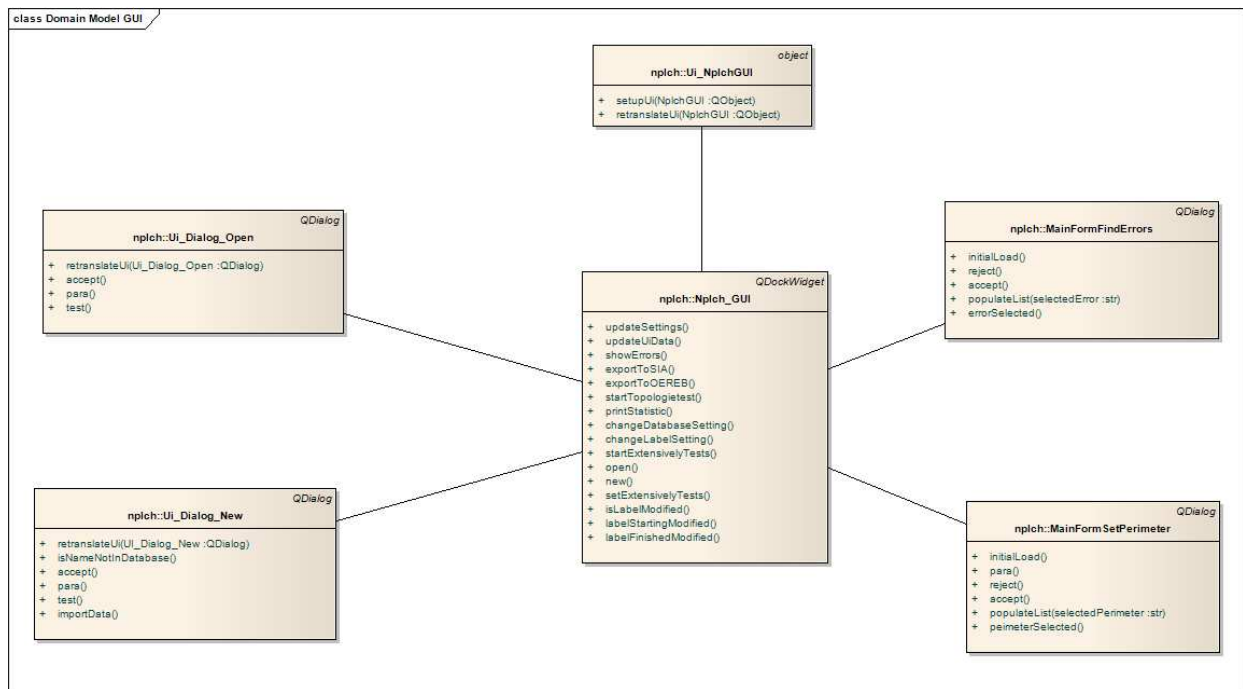 class Domain Model GUI
object
nplch::Ui_NplchGUI
+ setupUi(NplchGUI :QObject)
+ retranslateUi(NplchGUI :QObject)
QDialog
nplch::Ui_Dialog_Open
+ retranslateUi(Ui_Dialog_Open :QDialog)
+ accept()
+ para()
+ test()
QDialog
nplch::MainFormFindErrors
+ initialLoad()
+ reject()
+ accept()
+ populateList(selectedError :str)
+ errorSelected()
QDockWidget
nplch::Nplch_GUI
+ updateSettings()
+ updateUiData()
+ showErrors()
+ exportToSIA()
+ exportToOEREB()
+ startTopologietest()
+ printStatistic()
+ changeDatabaseSetting()
+ changeLabelSetting()
+ startExtensivelyTests()
+ open()
+ new()
+ setExtensivelyTests()
+ isLabelModified()
+ labelStartingModified()
+ labelFinishedModified()
QDialog
nplch::Ui_Dialog_New
+ retranslateUi(UI_Dialog_New :QDialog)
+ isNameNotInDatabase()
+ accept()
+ para()
+ test()
+ importData()
QDialog
nplch::MainFormSetPerimeter
+ initialLoad()
+ para()
+ reject()
+ accept()
+ populateList(selectedPerimeter :str)
+ peimeterSelected()